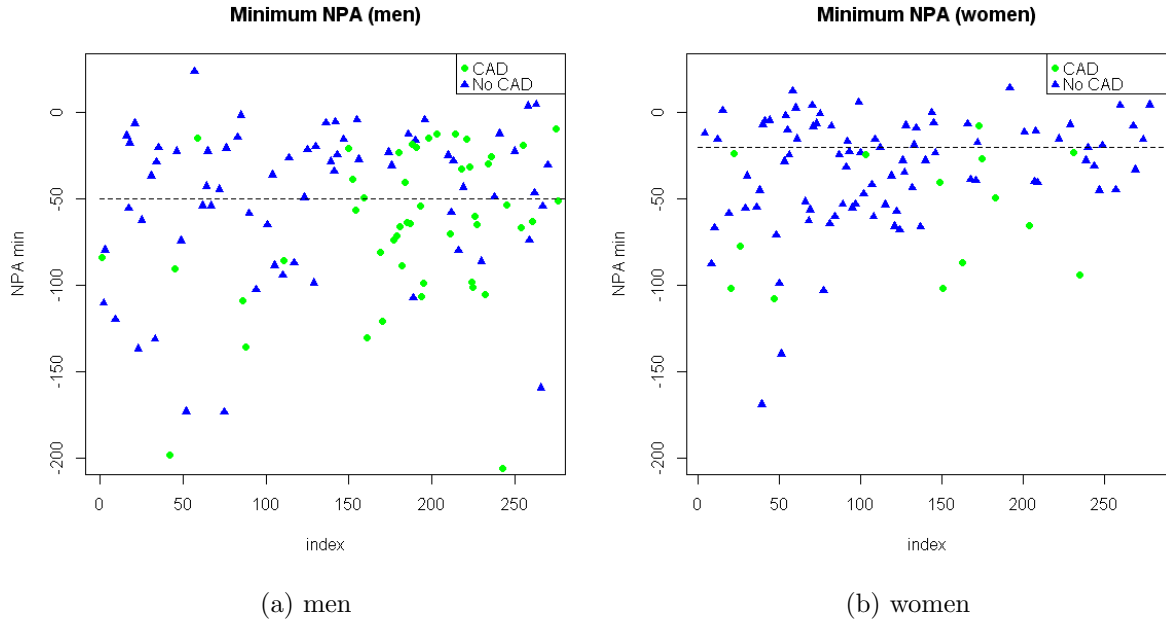 Minimum NPA (men)
CAD
No CAD
0
-50
-100
-150
-200
NPA min
0 50 100 150 200 250
index
(a) men
Minimum NPA (women)
CAD
No CAD
0
-50
-100
-150
-200
NPA min
0 50 100 150 200 250
index
(b) women